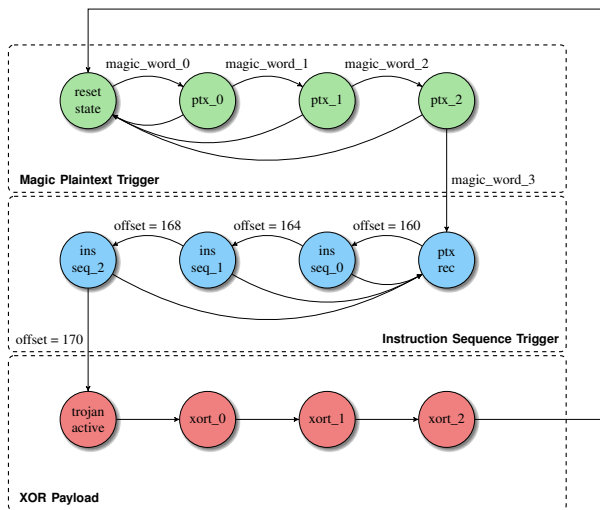 magic_word_0
magic_word_1
magic_word_2
reset
state
ptx_0
ptx_1
ptx_2
Magic Plaintext Trigger
magic_word_3
offset = 168
offset = 164
offset = 160
ins
seq_2
ins
seq_1
ins
seq_0
ptx
rec
offset = 170
Instruction Sequence Trigger
trojan
active
xort_0
xort_1
xort_2
XOR Payload